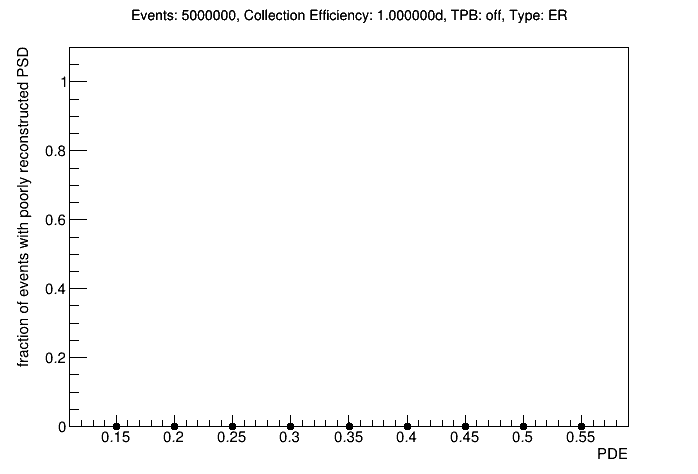 Events: 5000000, Collection Efficiency: 1.000000d, TPB: off, Type: ER
fraction of events with poorly reconstructed PSD
1
0.8
0.6
0.4
0.2
0
0.15 0.2 0.25 0.3 0.35 0.4 0.45 0.5 0.55
PDE